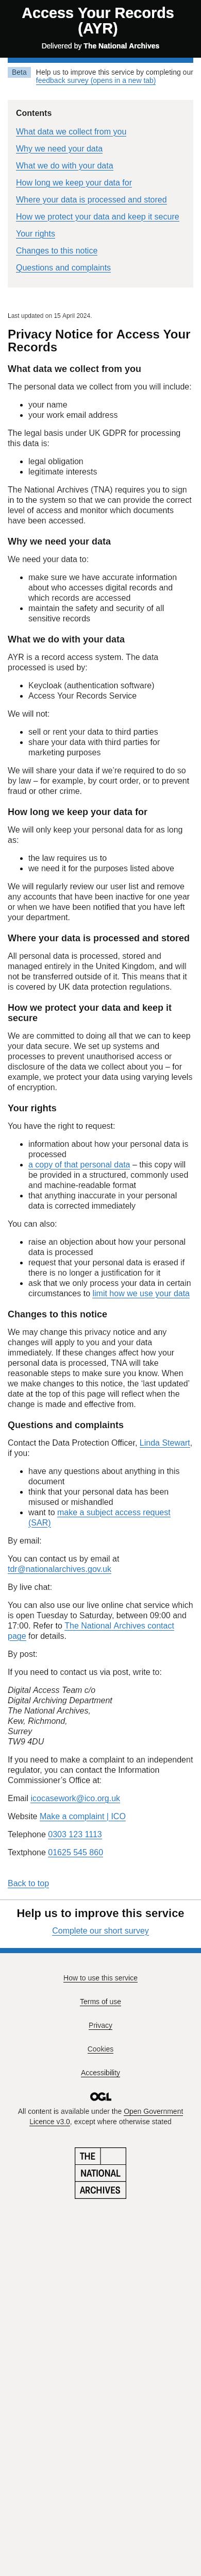 Access Your Records
(AYR)
Delivered by The National Archives
Beta
Help us to improve this service by completing our
feedback survey (opens in a new tab)
Contents
What data we collect from you
Why we need your data
What we do with your data
How long we keep your data for
Where your data is processed and stored
How we protect your data and keep it secure
Your rights
Changes to this notice
Questions and complaints
Last updated on 15 April 2024.
Privacy Notice for Access Your
Records
What data we collect from you
The personal data we collect from you will include:
• your name
• your work email address
The legal basis under UK GDPR for processing
this data is:
• legal obligation
• legitimate interests
The National Archives (TNA) requires you to sign
in to the system so that we can provide the correct
level of access and monitor which documents
have been accessed.
Why we need your data
We need your data to:
• make sure we have accurate information
about who accesses digital records and
which records are accessed
• maintain the safety and security of all
sensitive records
What we do with your data
AYR is a record access system. The data
processed is used by:
• Keycloak (authentication software)
• Access Your Records Service
We will not:
• sell or rent your data to third parties
• share your data with third parties for
marketing purposes
We will share your data if we’re required to do so
by law – for example, by court order, or to prevent
fraud or other crime.
How long we keep your data for
We will only keep your personal data for as long
as:
• the law requires us to
• we need it for the purposes listed above
We will regularly review our user list and remove
any accounts that have been inactive for one year
or when we have been notified that you have left
your department.
Where your data is processed and stored
All personal data is processed, stored and
managed entirely in the United Kingdom, and will
not be transferred outside of it. This means that it
is covered by UK data protection regulations.
How we protect your data and keep it
secure
We are committed to doing all that we can to keep
your data secure. We set up systems and
processes to prevent unauthorised access or
disclosure of the data we collect about you – for
example, we protect your data using varying levels
of encryption.
Your rights
You have the right to request:
• information about how your personal data is
processed
• a copy of that personal data – this copy will
be provided in a structured, commonly used
and machine-readable format
• that anything inaccurate in your personal
data is corrected immediately
You can also:
• raise an objection about how your personal
data is processed
• request that your personal data is erased if
there is no longer a justification for it
• ask that we only process your data in certain
circumstances to limit how we use your data
Changes to this notice
We may change this privacy notice and any
changes will apply to you and your data
immediately. If these changes affect how your
personal data is processed, TNA will take
reasonable steps to make sure you know. When
we make changes to this notice, the ‘last updated’
date at the top of this page will reflect when the
change is made and effective from.
Questions and complaints
Contact the Data Protection Officer, Linda Stewart,
if you:
• have any questions about anything in this
document
• think that your personal data has been
misused or mishandled
• want to make a subject access request
(SAR)
By email:
You can contact us by email at
tdr@nationalarchives.gov.uk
By live chat:
You can also use our live online chat service which
is open Tuesday to Saturday, between 09:00 and
17:00. Refer to The National Archives contact
page for details.
By post:
If you need to contact us via post, write to:
Digital Access Team c/o
Digital Archiving Department
The National Archives,
Kew, Richmond,
Surrey
TW9 4DU
If you need to make a complaint to an independent
regulator, you can contact the Information
Commissioner’s Office at:
Email icocasework@ico.org.uk
Website Make a complaint | ICO
Telephone 0303 123 1113
Textphone 01625 545 860
Back to top
Help us to improve this service
Complete our short survey
How to use this service
Terms of use
Privacy
Cookies
Accessibility
OGL
All content is available under the Open Government
Licence v3.0, except where otherwise stated
THE
NATIONAL
ARCHIVES